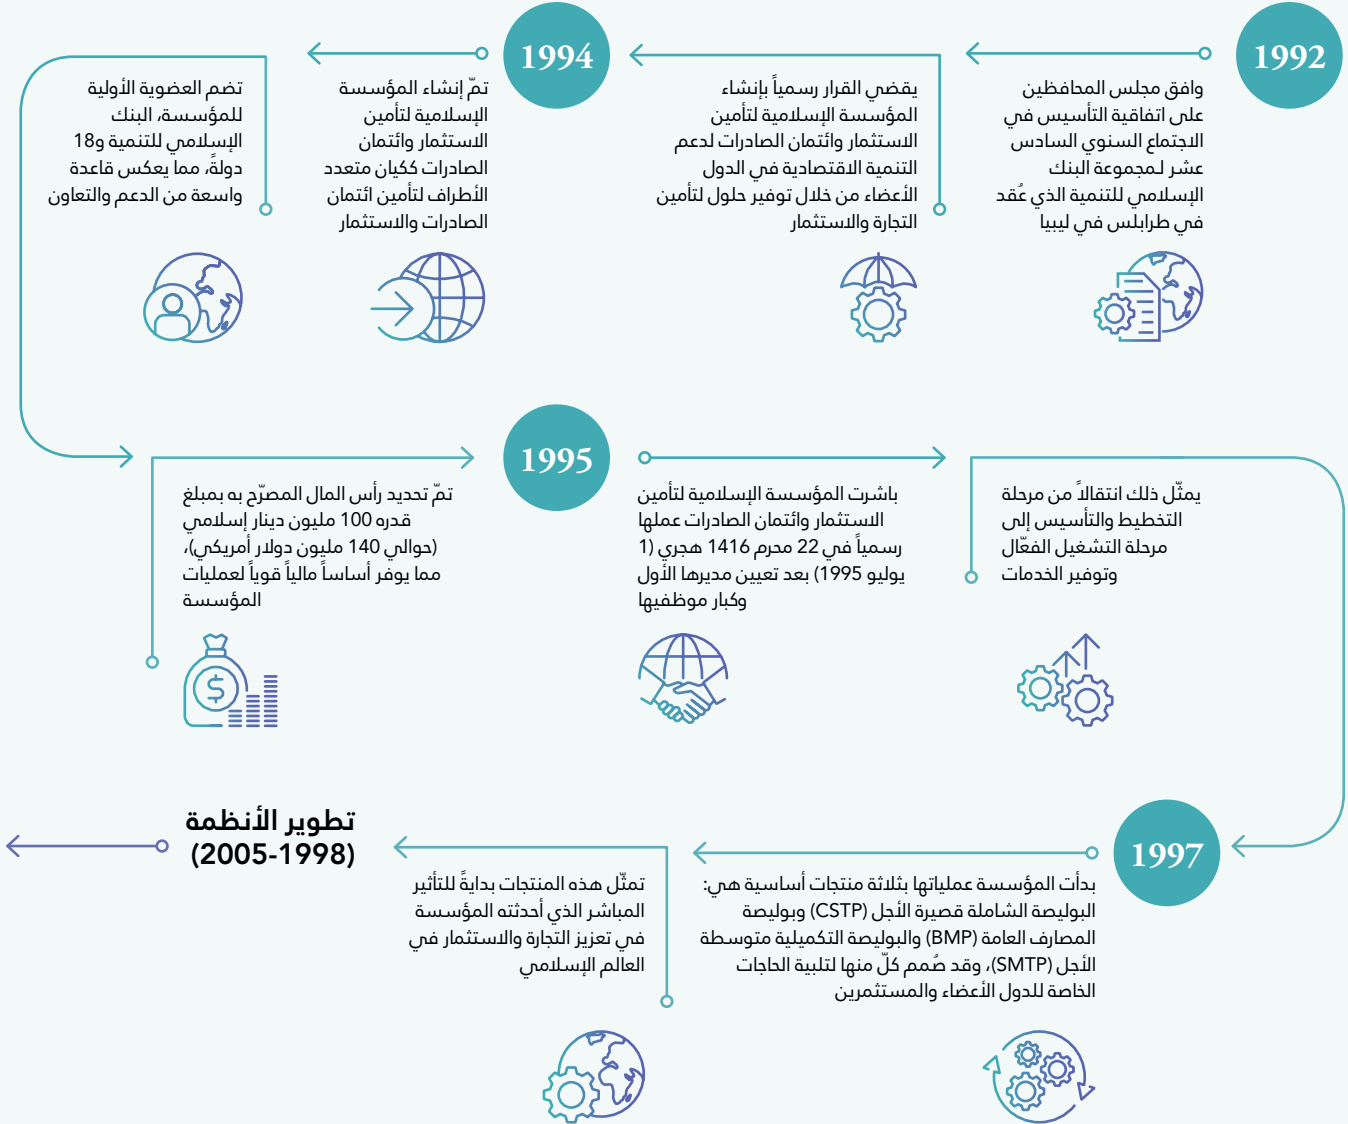 1992
وافق مجلس المحافظين
على اتفاقية التأسيس في
الاجتماع السنوي السادس
عشر لمجموعة البنك
الإسلامي للتنمية الذي عُقد
في طرابلس في ليبيا
يقضي القرار رسمياً بإنشاء
المؤسسة الإسلامية لتأمين
الاستثمار وائتمان الصادرات لدعم
التنمية الاقتصادية في الدول
الأعضاء من خلال توفير حلول لتأمين
التجارة والاستثمار
1994
تمّ إنشاء المؤسسة
الإسلامية لتأمين
الاستثمار وائتمان
الصادرات ككيان متعدد
الأطراف لتأمين ائتمان
الصادرات والاستثمار
تضم العضوية الأولية
للمؤسسة، البنك
الإسلامي للتنمية و18
دولةً، مما يعكس قاعدة
واسعة من الدعم والتعاون
تمّ تحديد رأس المال المصرّح به بمبلغ
قدره 100 مليون دينار إسلامي
(حوالي 140 مليون دولار أمريكي)،
مما يوفر أساساً مالياً قوياً لعمليات
المؤسسة
1995
باشرت المؤسسة الإسلامية لتأمين
الاستثمار وائتمان الصادرات عملها
رسمياً في 22 محرم 1416 هجري (1
يوليو 1995) بعد تعيين مديرها الأول
وكبار موظفيها
يمثّل ذلك انتقالاً من مرحلة
التخطيط والتأسيس إلى
مرحلة التشغيل الفعّال
وتوفير الخدمات
1997
بدأت المؤسسة عملياتها بثلاثة منتجات أساسية هي:
البوليصة الشاملة قصيرة الأجل (CSTP) وبوليصة
المصارف العامة (BMP) والبوليصة التكميلية متوسطة
الأجل (SMTP)، وقد صُمم كلّ منها لتلبية الحاجات
الخاصة للدول الأعضاء والمستثمرين
تمثّل هذه المنتجات بدايةً للتأثير
المباشر الذي أحدثته المؤسسة
في تعزيز التجارة والاستثمار في
العالم الإسلامي
تطوير الأنظمة
(1998-2005)